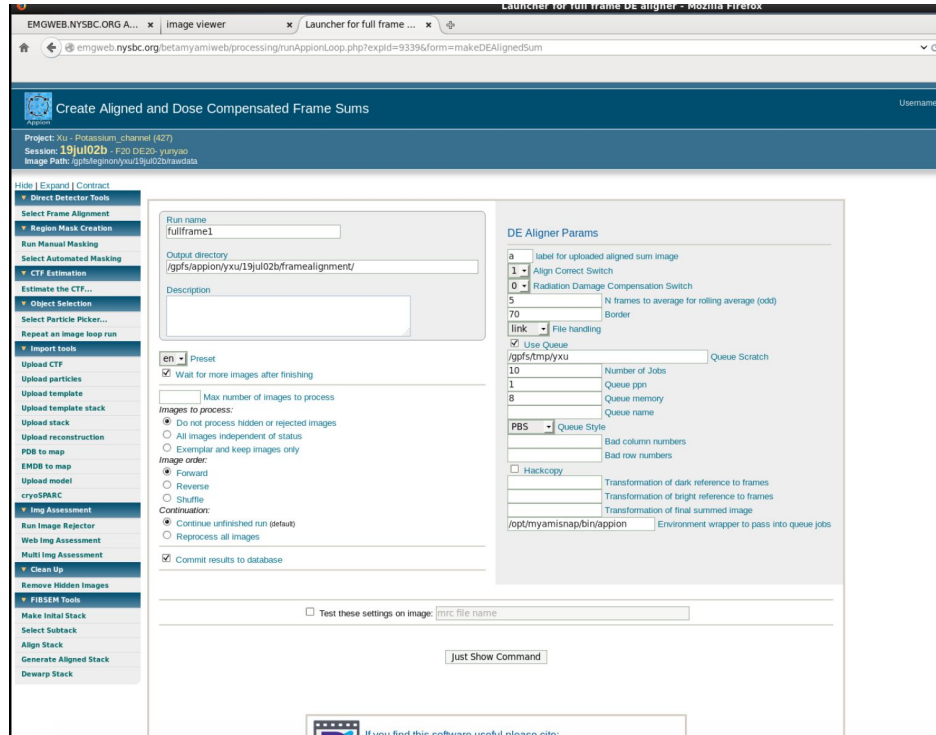 Launcher for full frame DE aligner - Mozilla Firefox
EMGWEB.NYSBC.ORG A...
image viewer
Launcher for full frame ...
emgweb.nysbc.org/betamyamiweb/processing/runAppionLoop.php?expId=9339&form=makeDEAlignedSum
Appion
Create Aligned and Dose Compensated Frame Sums
Username
Project: Xu - Potassium_channel (427)
Session: 19jul02b - F20 DE20- yunyao
Image Path: /gpfs/leginon/yxu/19jul02b/rawdata
Hide | Expand | Contract
Direct Detector Tools
Select Frame Alignment
Region Mask Creation
Run Manual Masking
Select Automated Masking
CTF Estimation
Estimate the CTF...
Object Selection
Select Particle Picker...
Repeat an image loop run
Import tools
Upload CTF
Upload particles
Upload template
Upload template stack
Upload stack
Upload reconstruction
PDB to map
EMDB to map
Upload model
cryoSPARC
Img Assessment
Run Image Rejector
Web Img Assessment
Multi Img Assessment
Clean Up
Remove Hidden Images
FIBSEM Tools
Make Inital Stack
Select Subtack
Align Stack
Generate Aligned Stack
Dewarp Stack
Run name
fullframe1
Output directory
/gpfs/appion/yxu/19jul02b/framealignment/
Description
en Preset
Wait for more images after finishing
Max number of images to process
Images to process:
Do not process hidden or rejected images
All images independent of status
Exemplar and keep images only
Image order:
Forward
Reverse
Shuffle
Continuation:
Continue unfinished run (default)
Reprocess all images
Commit results to database
DE Aligner Params
a label for uploaded aligned sum image
1 Align Correct Switch
0 Radiation Damage Compensation Switch
5 N frames to average for rolling average (odd)
70 Border
link File handling
Use Queue
/gpfs/tmp/yxu Queue Scratch
10 Number of Jobs
1 Queue ppn
8 Queue memory
Queue name
PBS Queue Style
Bad column numbers
Bad row numbers
Hackcopy
Transformation of dark reference to frames
Transformation of bright reference to frames
Transformation of final summed image
/opt/myamisnap/bin/appion Environment wrapper to pass into queue jobs
Test these settings on image: mrc file name
Just Show Command
If you find this software useful please cite: